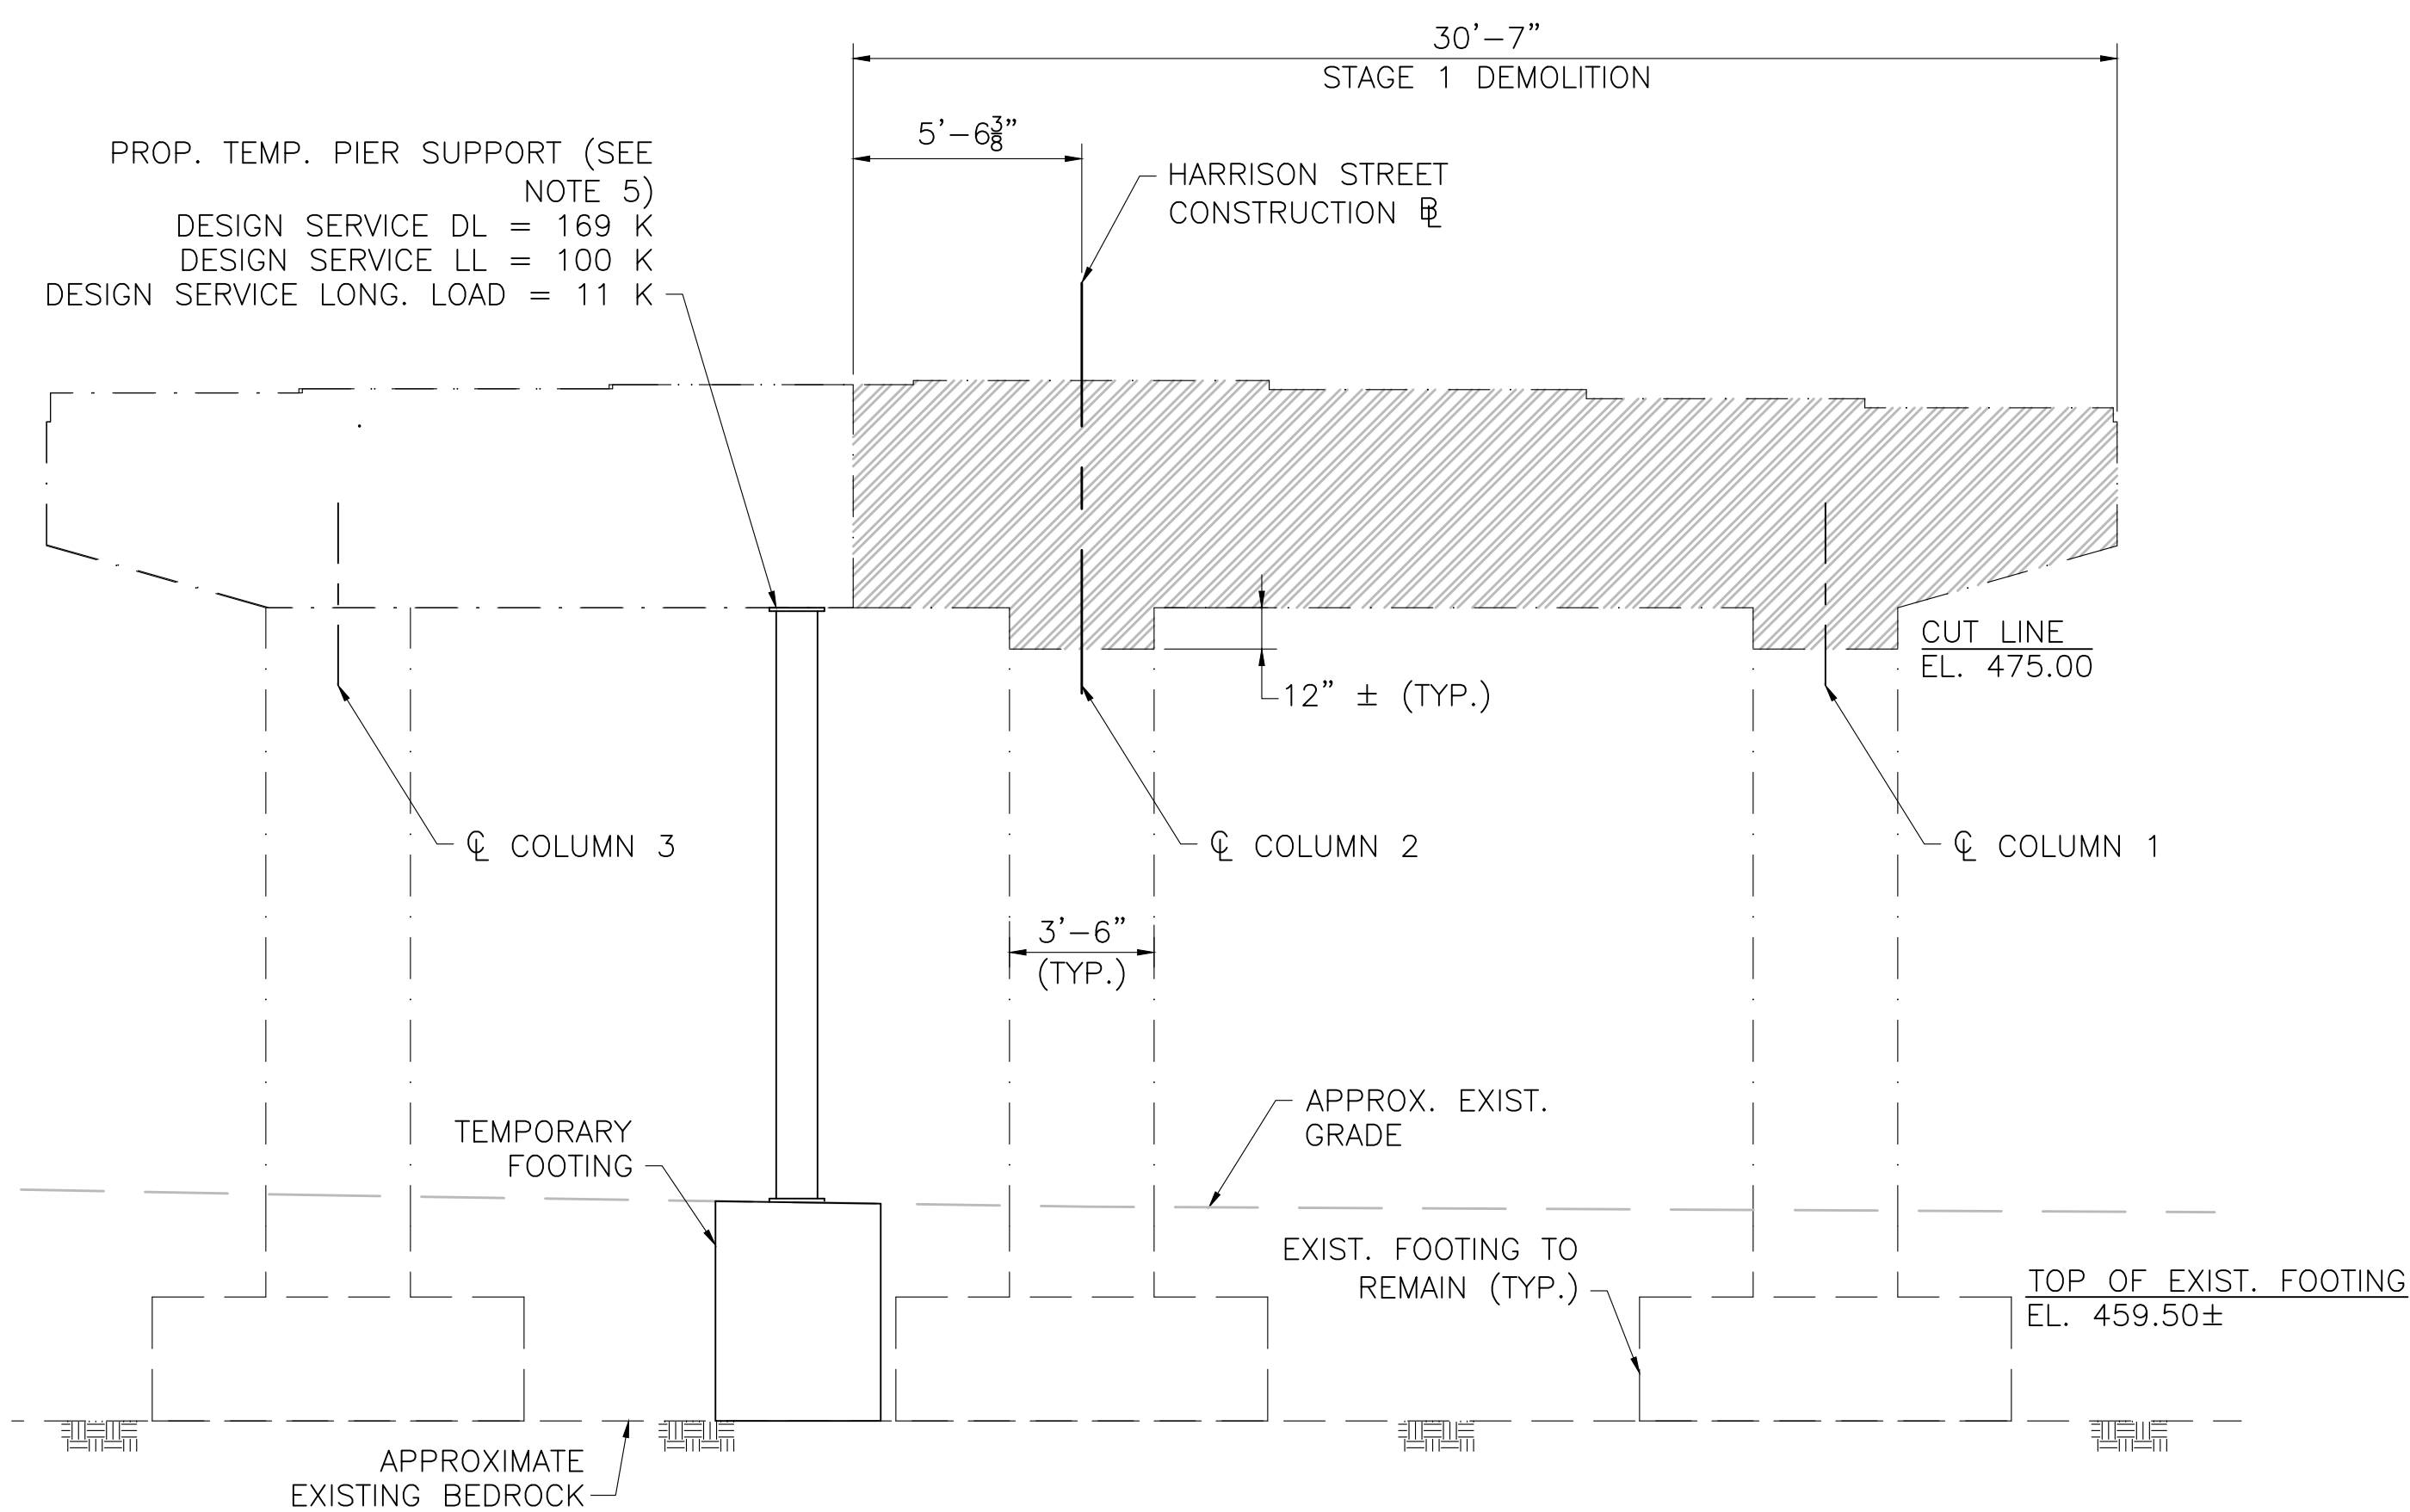 30'-7"
STAGE 1 DEMOLITION
5'-6 3/8"
PROP. TEMP. PIER SUPPORT (SEE
NOTE 5)
DESIGN SERVICE DL = 169 K
DESIGN SERVICE LL = 100 K
DESIGN SERVICE LONG. LOAD = 11 K
HARRISON STREET
CONSTRUCTION BL
CUT LINE
EL. 475.00
12" ± (TYP.)
℄ COLUMN 3
℄ COLUMN 2
℄ COLUMN 1
3'-6"
(TYP.)
APPROX. EXIST.
GRADE
TEMPORARY
FOOTING
EXIST. FOOTING TO
REMAIN (TYP.)
TOP OF EXIST. FOOTING
EL. 459.50±
APPROXIMATE
EXISTING BEDROCK